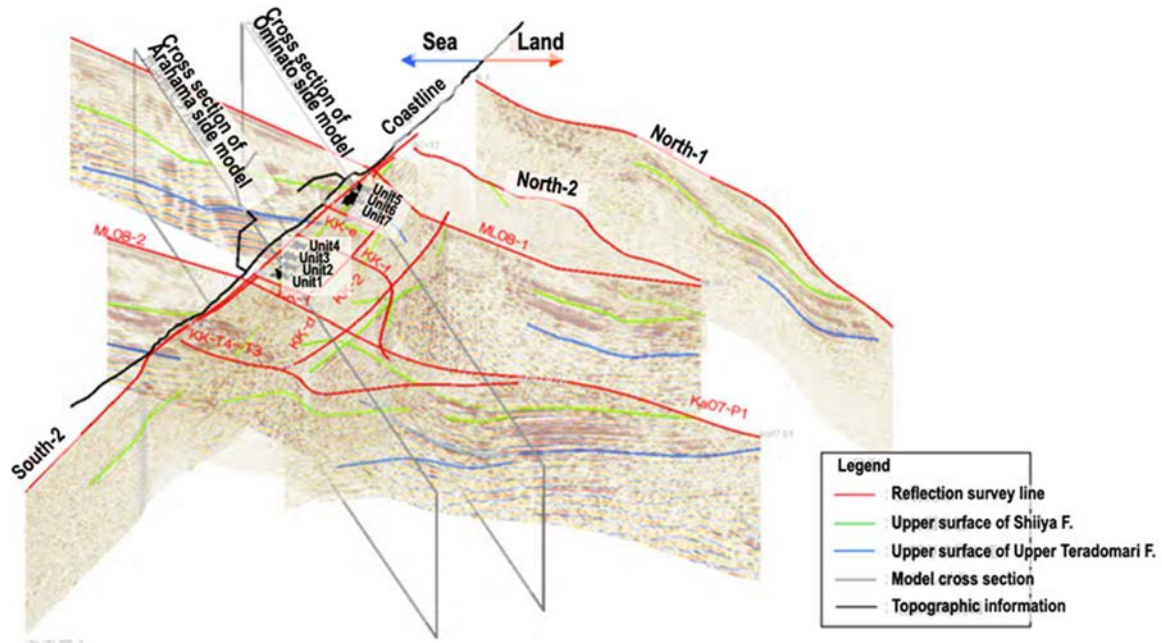 Cross section of
Ominato side model
Cross section of
Arahama side model
Sea
Land
Coastline
North-1
North-2
Unit5
Unit6
Unit7
KK-e
ML08-1
ML08-2
Unit4
Unit3
Unit2
Unit1
KK-f
KK-2
KK-d
KK-T4-T3
Ka07-P1
South-2
Legend
Reflection survey line
Upper surface of Shiiya F.
Upper surface of Upper Teradomari F.
Model cross section
Topographic information